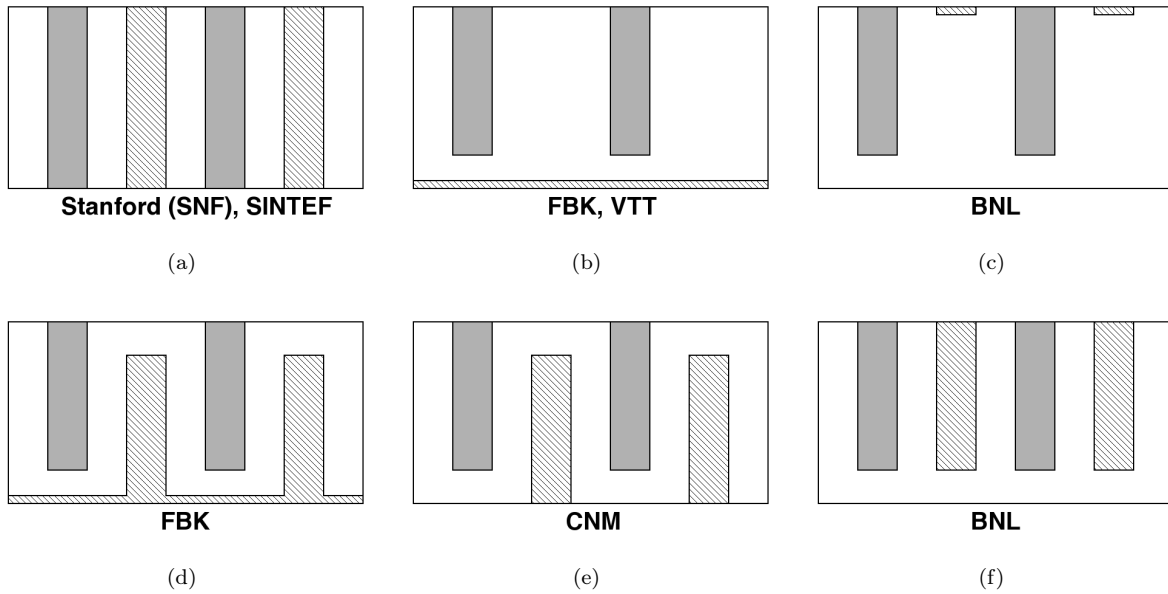 Stanford (SNF), SINTEF
FBK, VTT
BNL
(a)
(b)
(c)
FBK
CNM
BNL
(d)
(e)
(f)